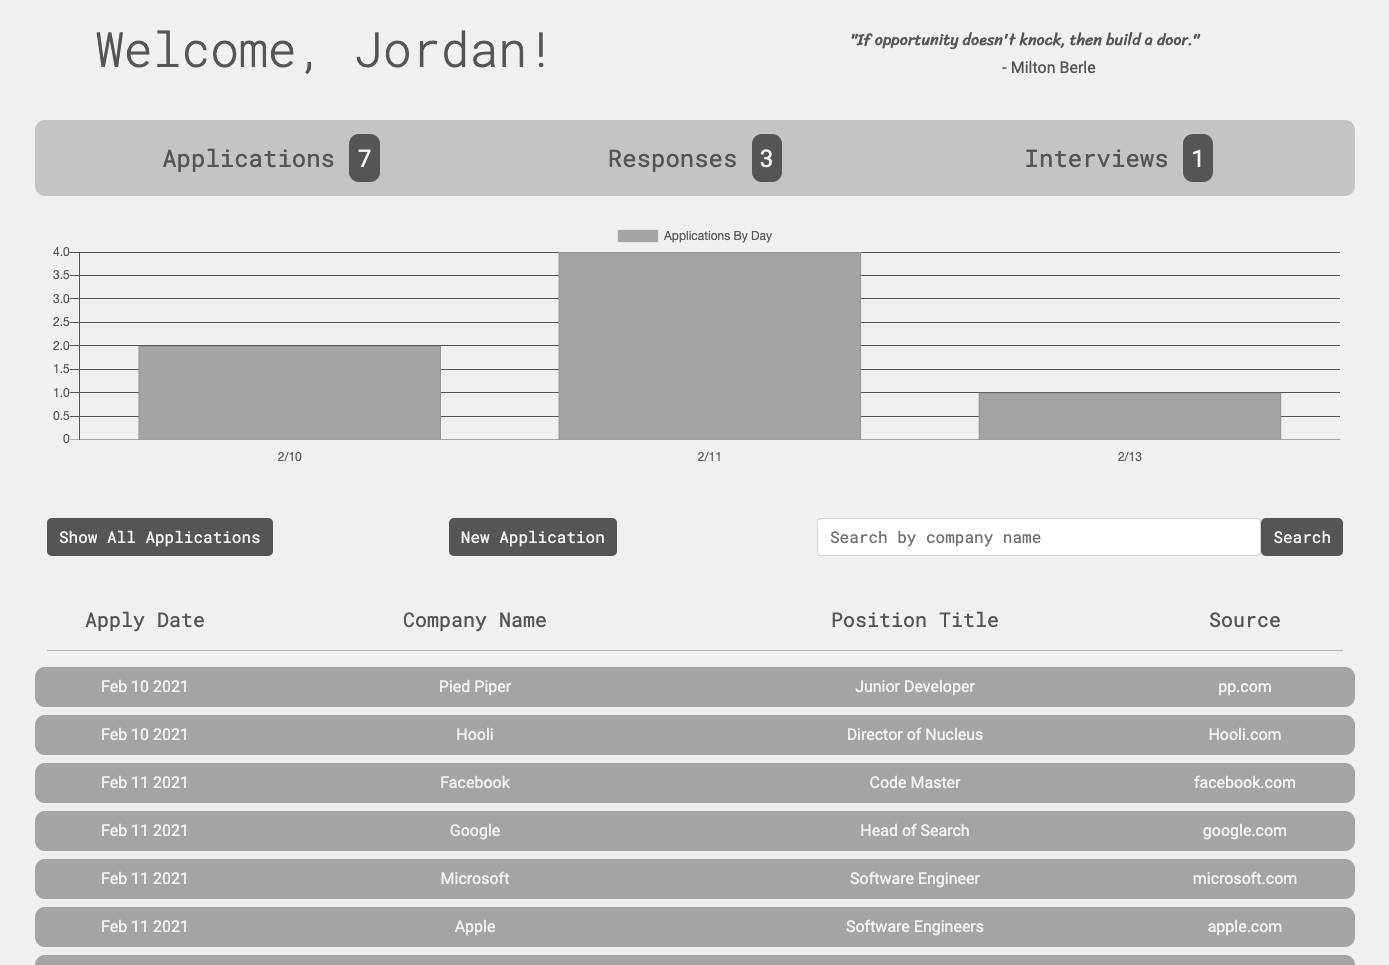 Welcome, Jordan!
"If opportunity doesn't knock, then build a door."
- Milton Berle
Applications 7 Responses 3 Interviews 1
Applications By Day
4.0
3.5
3.0
2.5
2.0
1.5
1.0
0.5
0
2/10 2/11 2/13
Show All Applications New Application Search by company name Search
Apply Date Company Name Position Title Source
Feb 10 2021 Pied Piper Junior Developer pp.com
Feb 10 2021 Hooli Director of Nucleus Hooli.com
Feb 11 2021 Facebook Code Master facebook.com
Feb 11 2021 Google Head of Search google.com
Feb 11 2021 Microsoft Software Engineer microsoft.com
Feb 11 2021 Apple Software Engineers apple.com